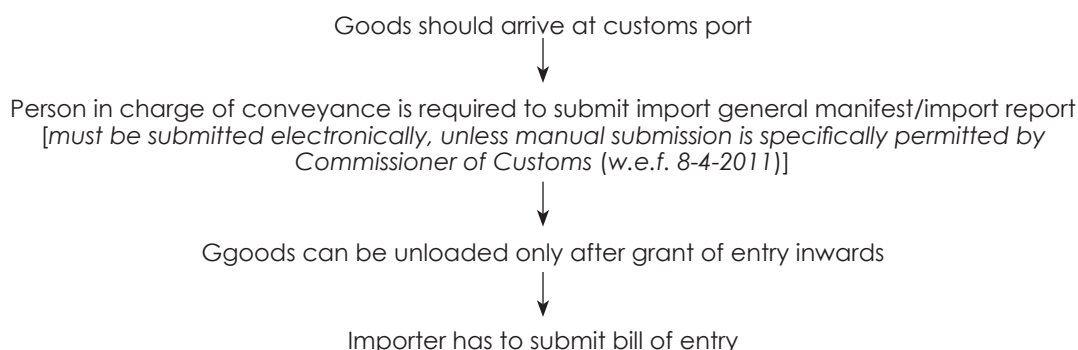 Goods should arrive at customs port
Person in charge of conveyance is required to submit import general manifest/import report
[must be submitted electronically, unless manual submission is specifically permitted by
Commissioner of Customs (w.e.f. 8-4-2011)]
Ggoods can be unloaded only after grant of entry inwards
Importer has to submit bill of entry